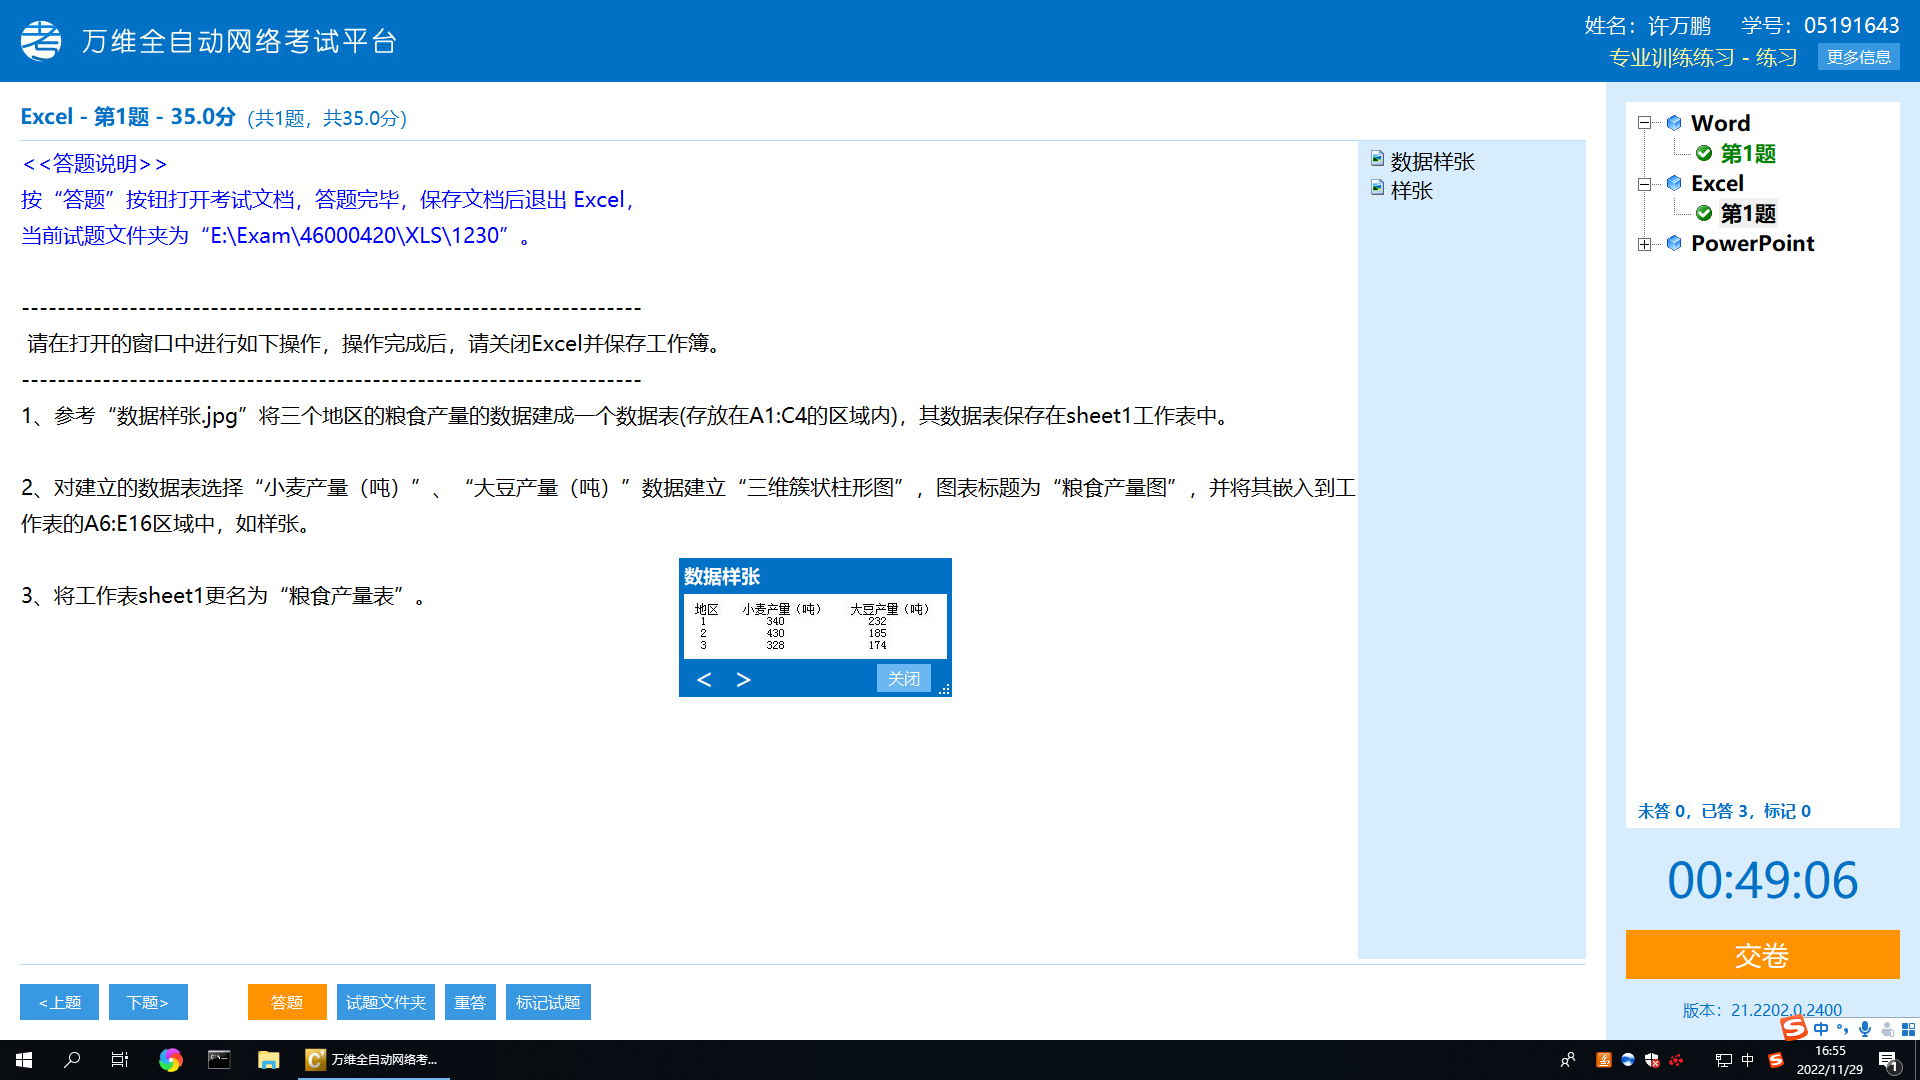 万维全自动网络考试平台
姓名：许万鹏 学号：05191643
专业训练练习 - 练习 更多信息
Excel - 第1题 - 35.0分 (共1题，共35.0分)
<<答题说明>>
按“答题”按钮打开考试文档，答题完毕，保存文档后退出 Excel，
当前试题文件夹为“E:\Exam\46000420\XLS\1230”。
---------------------------------------------------------------------
请在打开的窗口中进行如下操作，操作完成后，请关闭Excel并保存工作簿。
---------------------------------------------------------------------
1、参考“数据样张.jpg”将三个地区的粮食产量的数据建成一个数据表(存放在A1:C4的区域内)，其数据表保存在sheet1工作表中。
2、对建立的数据表选择“小麦产量（吨）”、“大豆产量（吨）”数据建立“三维簇状柱形图”，图表标题为“粮食产量图”，并将其嵌入到工
作表的A6:E16区域中，如样张。
3、将工作表sheet1更名为“粮食产量表”。
数据样张
地区 小麦产量（吨） 大豆产量（吨）
1 340 232
2 430 185
3 328 174
< >
关闭
数据样张
样张
Word
第1题
Excel
第1题
PowerPoint
未答 0，已答 3，标记 0
00:49:06
交卷
版本：21.2202.0.2400
<上题
下题>
答题
试题文件夹
重答
标记试题
中
万维全自动网络考...
中
16:55
2022/11/29
1